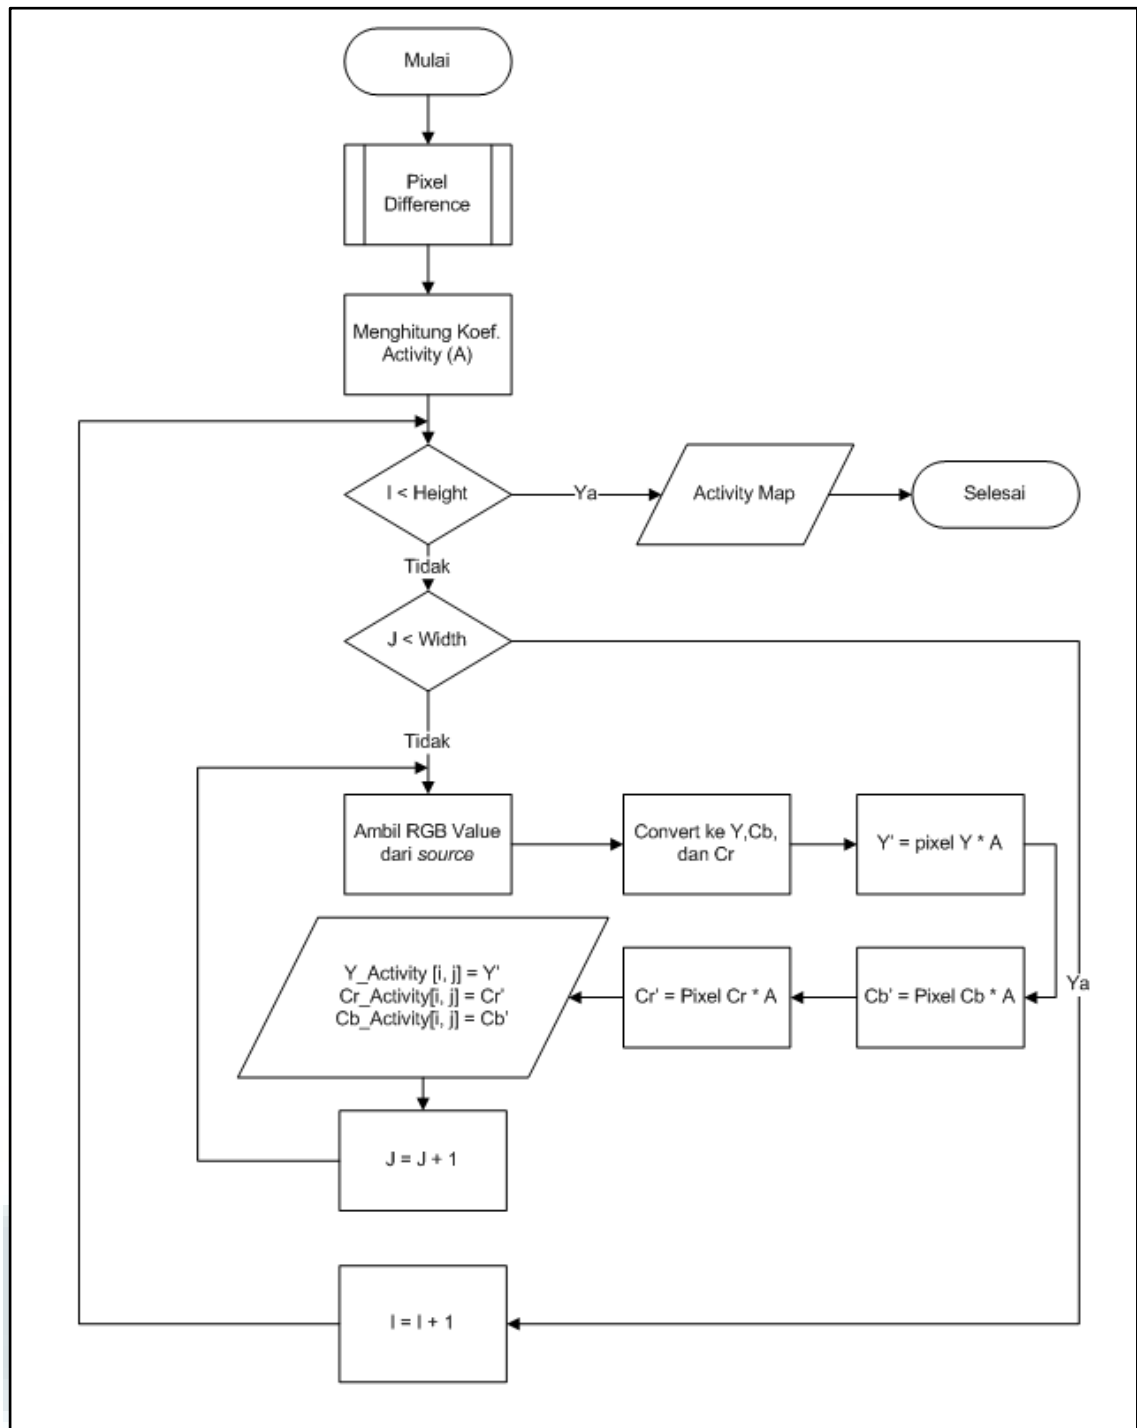 Mulai
Pixel
Difference
Menghitung Koef.
Activity (A)
I < Height
Ya
Activity Map
Selesai
Tidak
J < Width
Tidak
Ambil RGB Value
dari source
Convert ke Y,Cb,
dan Cr
Y' = pixel Y * A
Ya
Cb' = Pixel Cb * A
Cr' = Pixel Cr * A
Y_Activity [i, j] = Y'
Cr_Activity[i, j] = Cr'
Cb_Activity[i, j] = Cb'
J = J + 1
I = I + 1